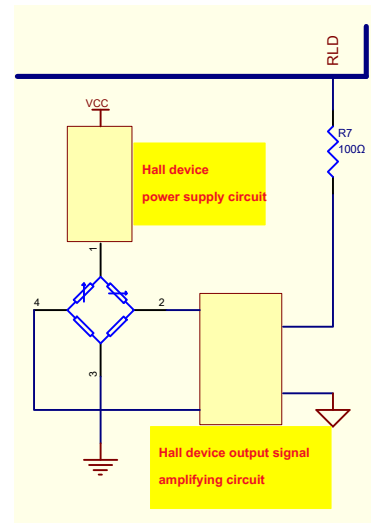 RLD
VCC
R7
100Ω
Hall device
power supply circuit
1
4
2
3
Hall device output signal
amplifying circuit